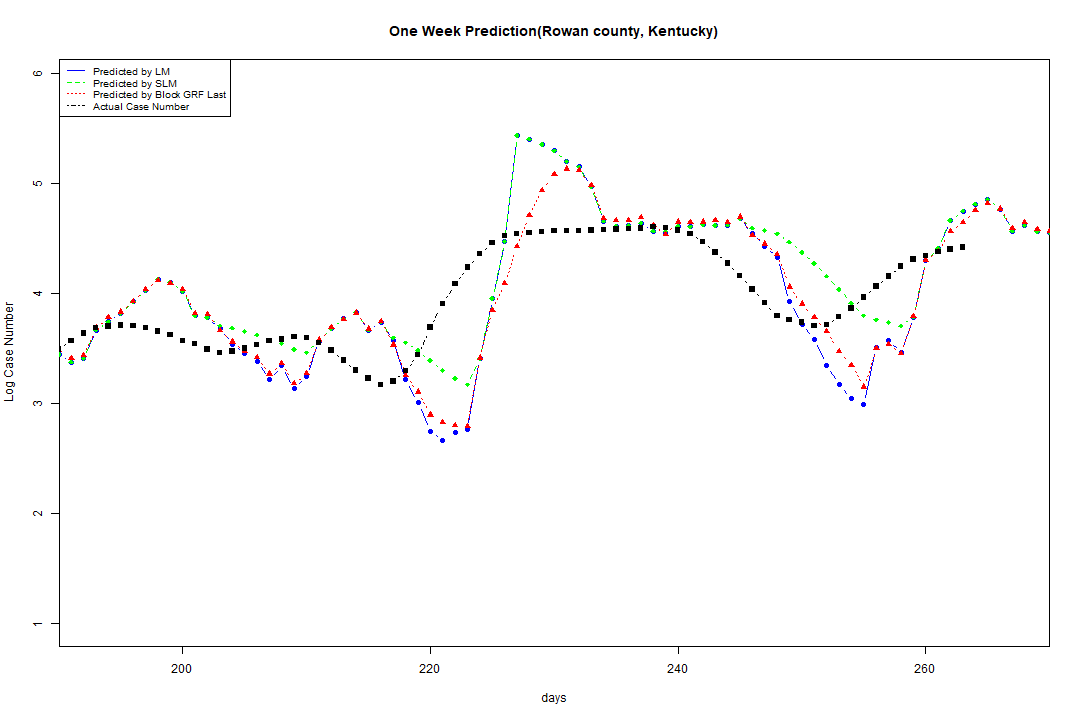 One Week Prediction(Rowan county, Kentucky)
Predicted by LM
Predicted by SLM
Predicted by Block GRF Last
Actual Case Number
6
5
4
3
2
1
Log Case Number
200 220 240 260
days